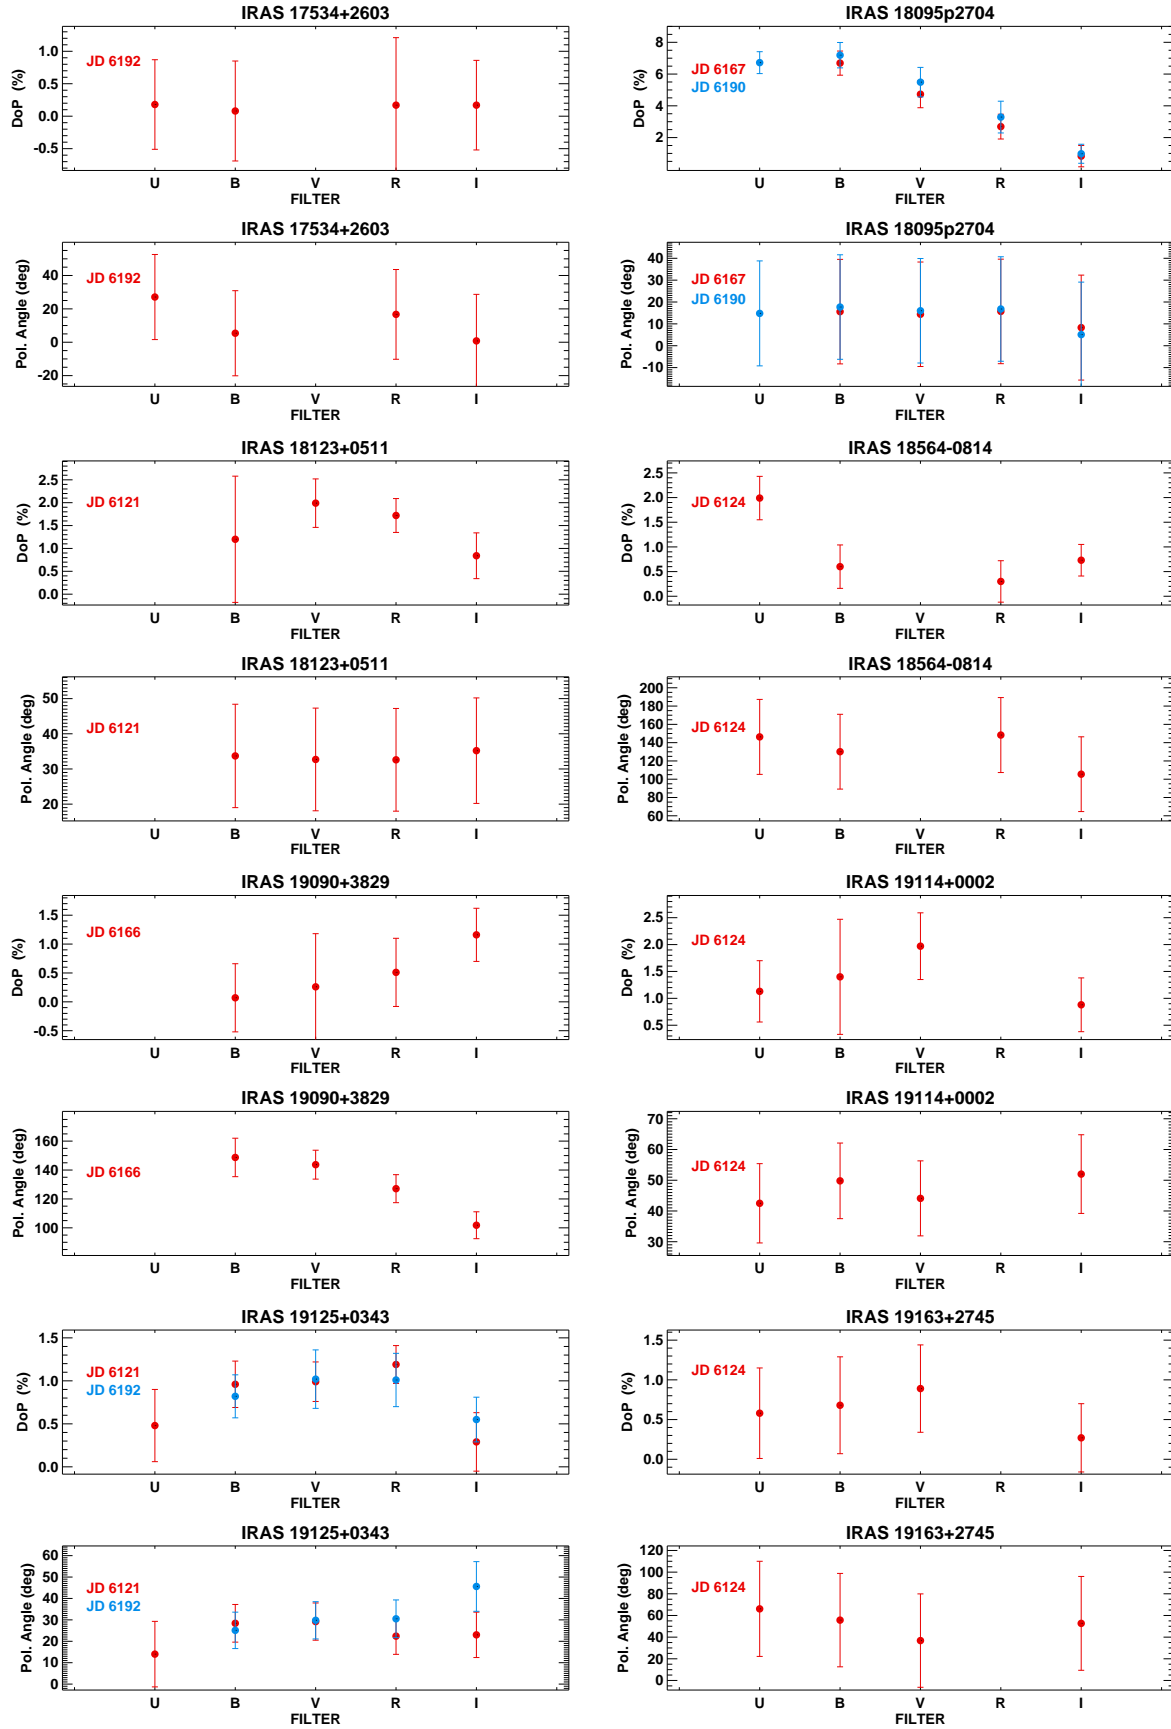 IRAS 17534+2603
JD 6192
DoP (%)
1.0
0.5
0.0
-0.5
U B V R I
FILTER
IRAS 18095p2704
JD 6167
JD 6190
DoP (%)
8
6
4
2
U B V R I
FILTER
IRAS 17534+2603
JD 6192
Pol. Angle (deg)
40
20
0
-20
U B V R I
FILTER
IRAS 18095p2704
JD 6167
JD 6190
Pol. Angle (deg)
40
30
20
10
0
-10
U B V R I
FILTER
IRAS 18123+0511
JD 6121
DoP (%)
2.5
2.0
1.5
1.0
0.5
0.0
U B V R I
FILTER
IRAS 18564-0814
JD 6124
DoP (%)
2.5
2.0
1.5
1.0
0.5
0.0
U B V R I
FILTER
IRAS 18123+0511
JD 6121
Pol. Angle (deg)
50
40
30
20
U B V R I
FILTER
IRAS 18564-0814
JD 6124
Pol. Angle (deg)
200
180
160
140
120
100
80
60
U B V R I
FILTER
IRAS 19090+3829
JD 6166
DoP (%)
1.5
1.0
0.5
0.0
-0.5
U B V R I
FILTER
IRAS 19114+0002
JD 6124
DoP (%)
2.5
2.0
1.5
1.0
0.5
U B V R I
FILTER
IRAS 19090+3829
JD 6166
Pol. Angle (deg)
160
140
120
100
U B V R I
FILTER
IRAS 19114+0002
JD 6124
Pol. Angle (deg)
70
60
50
40
30
U B V R I
FILTER
IRAS 19125+0343
JD 6121
JD 6192
DoP (%)
1.5
1.0
0.5
0.0
U B V R I
FILTER
IRAS 19163+2745
JD 6124
DoP (%)
1.5
1.0
0.5
0.0
U B V R I
FILTER
IRAS 19125+0343
JD 6121
JD 6192
Pol. Angle (deg)
60
50
40
30
20
10
0
U B V R I
FILTER
IRAS 19163+2745
JD 6124
Pol. Angle (deg)
120
100
80
60
40
20
0
U B V R I
FILTER